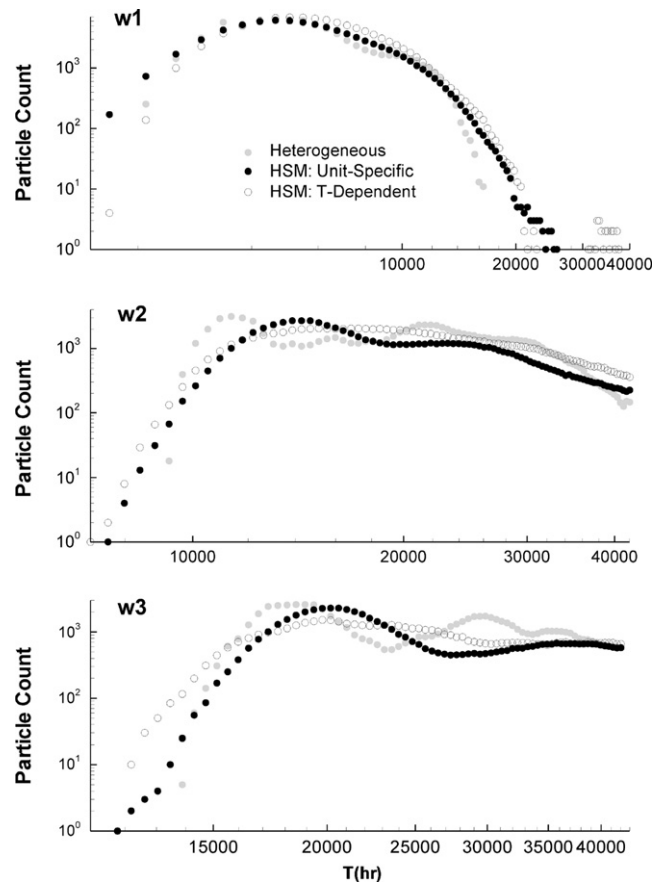 w1
Particle Count
10³
10²
10¹
10⁰
Heterogeneous
HSM: Unit-Specific
HSM: T-Dependent
10000 20000 30000 40000
w2
Particle Count
10³
10²
10¹
10⁰
10000 20000 30000 40000
w3
Particle Count
10³
10²
10¹
10⁰
15000 20000 25000 30000 35000 40000
T(hr)